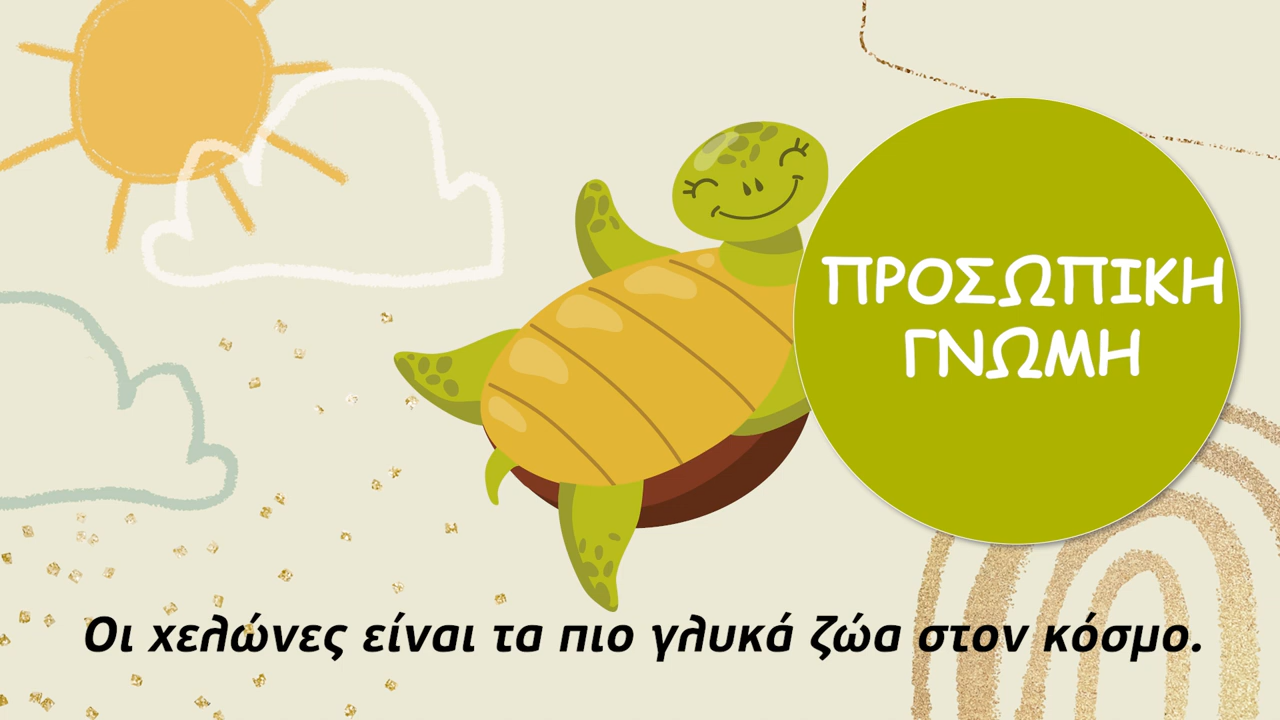 ΠΡΟΣΩΠΙΚΗ
ΓΝΩΜΗ
Οι χελώνες είναι τα πιο γλυκά ζώα στον κόσμο.